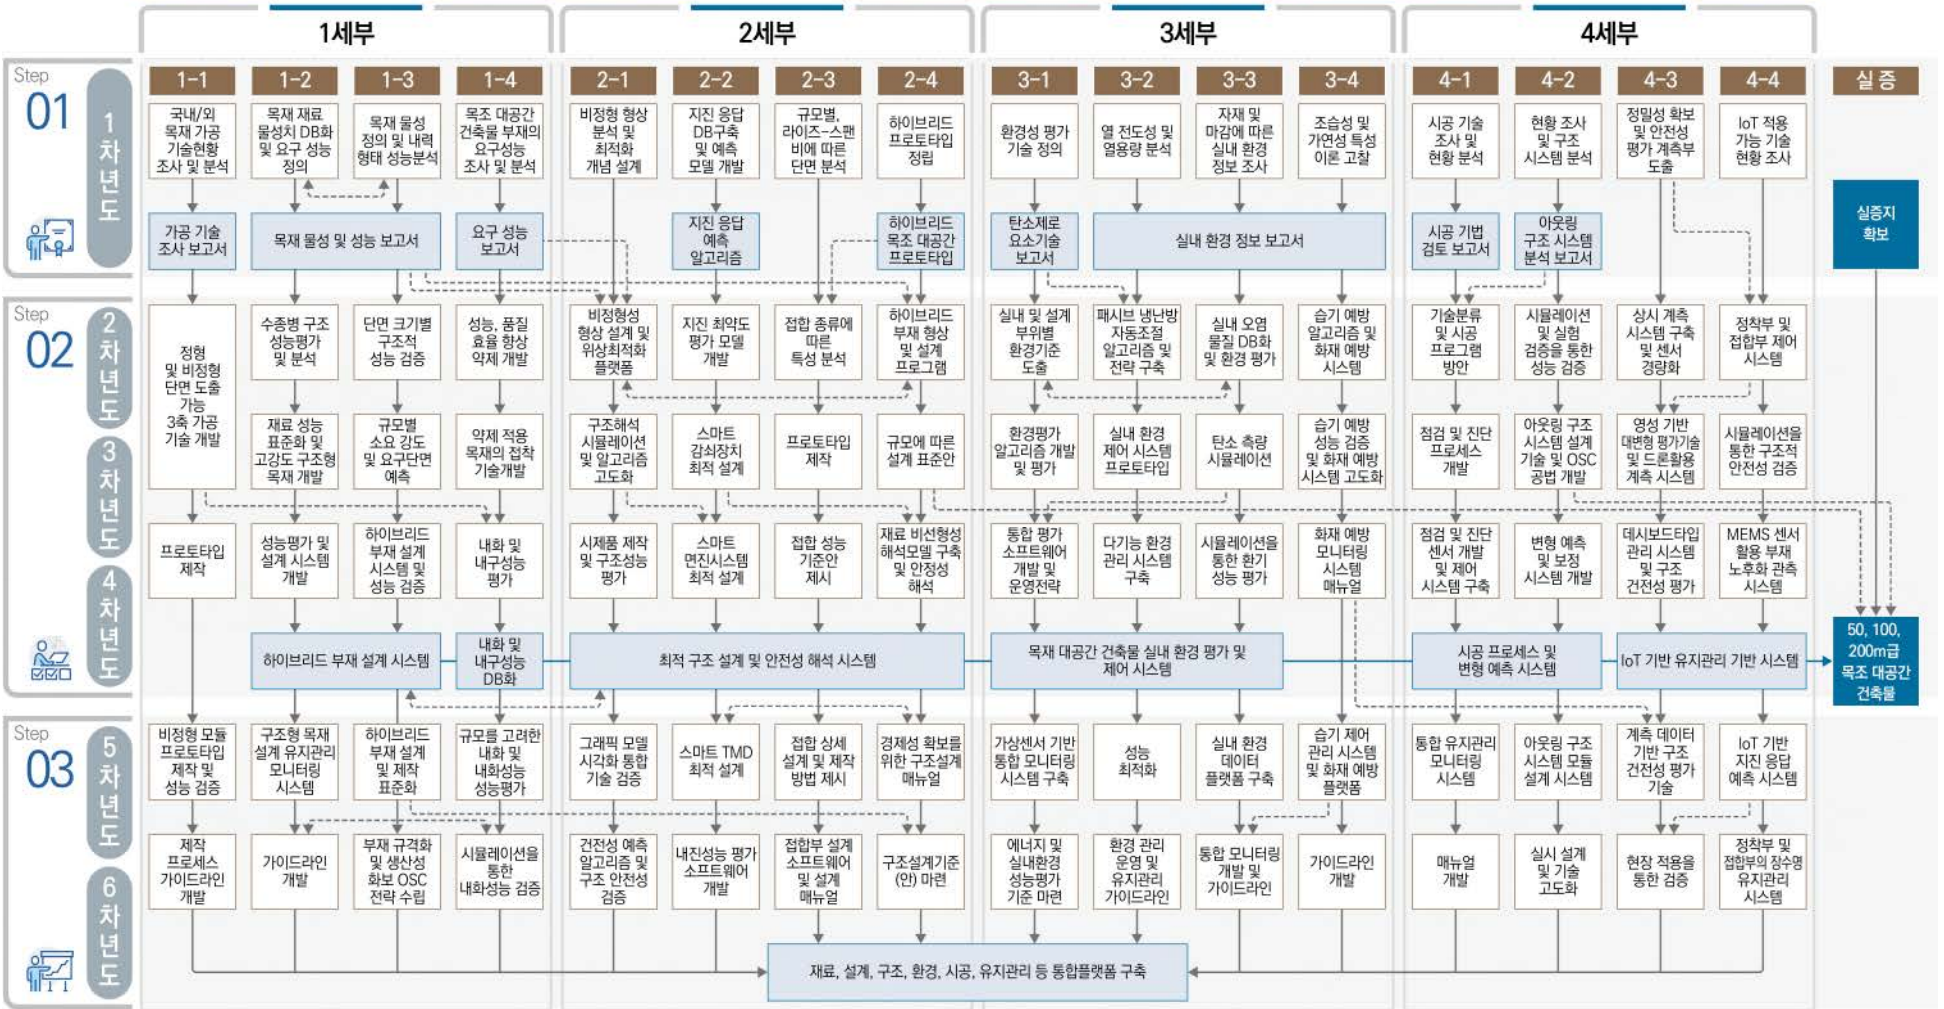 1세부
2세부
3세부
4세부
Step
01
1차년도
1-1
1-2
1-3
1-4
2-1
2-2
2-3
2-4
3-1
3-2
3-3
3-4
4-1
4-2
4-3
4-4
실 증
국내/외
목재 가공
기술현황
조사 및 분석
목재 재료
물성치 DB화
및 요구 성능
정의
목재 물성
정의 및 내력
형태 성능분석
목조 대공간
건축물 부재의
요구성능
조사 및 분석
비정형 형상
분석 및
최적화
개념 설계
지진 응답
DB구축
및 예측
모델 개발
규모별,
라이즈-스팬
비에 따른
단면 분석
하이브리드
프로토타입
정립
환경성 평가
기술 정의
열 전도성 및
열용량 분석
자재 및
마감에 따른
실내 환경
정보 조사
조습성 및
가연성 특성
이론 고찰
시공 기술
조사 및
현황 분석
현황 조사
및 구조
시스템 분석
정밀성 확보
및 안전성
평가 계측부
도출
IoT 적용
가능 기술
현황 조사
가공 기술
조사 보고서
목재 물성 및 성능 보고서
요구 성능
보고서
지진 응답
예측
알고리즘
하이브리드
목조 대공간
프로토타입
탄소제로
요소기술
보고서
실내 환경 정보 보고서
시공 기법
검토 보고서
아웃링
구조 시스템
분석 보고서
실증지
확보
Step
02
2차년도
3차년도
4차년도
정형
및 비정형
단면 도출
가능
3축 가공
기술 개발
수종별 구조
성능평가
및 분석
단면 크기별
구조적
성능 검증
성능, 품질
효율 향상
약제 개발
비정형성
형상 설계 및
위상최적화
플랫폼
지진 최약도
평가 모델
개발
접합 종류에
따른
특성 분석
하이브리드
부재 형상
및 설계
프로그램
실내 및 설계
부위별
환경기준
도출
패시브 냉난방
자동조절
알고리즘 및
전략 구축
실내 오염
물질 DB화
및 환경 평가
습기 예방
알고리즘 및
화재 예방
시스템
기술분류
및 시공
프로그램
방안
시뮬레이션
및 실험
검증을 통한
성능 검증
상시 계측
시스템 구축
및 센서
경량화
정착부 및
접합부 제어
시스템
재료 성능
표준화 및
고강도 구조형
목재 개발
규모별
소요 강도
및 요구단면
예측
약제 적용
목재의 접착
기술개발
구조해석
시뮬레이션
및 알고리즘
고도화
스마트
감쇠장치
최적 설계
프로토타입
제작
규모에 따른
설계 표준안
환경평가
알고리즘 개발
및 평가
실내 환경
제어 시스템
프로토타입
탄소 측량
시뮬레이션
습기 예방
성능 검증
및 화재 예방
시스템 고도화
점검 및 진단
프로세스
개발
아웃링 구조
시스템 설계
기술 및 OSC
공법 개발
영성 기반
대변형 평가기술
및 드론활용
계측 시스템
시뮬레이션을
통한 구조적
안전성 검증
프로토타입
제작
성능평가 및
설계 시스템
개발
하이브리드
부재 설계
시스템 및
성능 검증
내화 및
내구성능
평가
시제품 제작
및 구조성능
평가
스마트
면진시스템
최적 설계
접합 성능
기준안
제시
재료 비선형성
해석모델 구축
및 안정성
해석
통합 평가
소프트웨어
개발 및
운영전략
다기능 환경
관리 시스템
구축
시뮬레이션을
통한 환기
성능 평가
화재 예방
모니터링
시스템
매뉴얼
점검 및 진단
센서 개발
및 제어
시스템 구축
변형 예측
및 보정
시스템 개발
데시보드타입
관리 시스템
및 구조
건전성 평가
MEMS 센서
활용 부재
노후화 관측
시스템
하이브리드 부재 설계 시스템
내화 및
내구성능
DB화
최적 구조 설계 및 안전성 해석 시스템
목재 대공간 건축물 실내 환경 평가 및
제어 시스템
시공 프로세스 및
변형 예측 시스템
IoT 기반 유지관리 기반 시스템
50, 100,
200m급
목조 대공간
건축물
Step
03
5차년도
6차년도
비정형 모듈
프로토타입
제작 및
성능 검증
구조형 목재
설계 유지관리
모니터링
시스템
하이브리드
부재 설계
및 제작
표준화
규모를 고려한
내화 및
내화성능
성능평가
그래픽 모델
시각화 통합
기술 검증
스마트 TMD
최적 설계
접합 상세
설계 및 제작
방법 제시
경제성 확보를
위한 구조설계
매뉴얼
가상센서 기반
통합 모니터링
시스템 구축
성능
최적화
실내 환경
데이터
플랫폼 구축
습기 제어
관리 시스템
및 화재 예방
플랫폼
통합 유지관리
모니터링
시스템
아웃링 구조
시스템 모듈
설계 시스템
계측 데이터
기반 구조
건전성 평가
기술
IoT 기반
지진 응답
예측 시스템
제작
프로세스
가이드라인
개발
가이드라인
개발
부재 규격화
및 생산성
화보 OSC
전략 수립
시뮬레이션을
통한
내화성능 검증
건전성 예측
알고리즘 및
구조 안전성
검증
내진성능 평가
소프트웨어
개발
접합부 설계
소프트웨어
및 설계
매뉴얼
구조설계기준
(안) 마련
에너지 및
실내환경
성능평가
기준 마련
환경 관리
운영 및
유지관리
가이드라인
통합 모니터링
개발 및
가이드라인
가이드라인
개발
매뉴얼
개발
실시 설계
및 기술
고도화
현장 적용을
통한 검증
정착부 및
접합부의 장수명
유지관리
시스템
재료, 설계, 구조, 환경, 시공, 유지관리 등 통합플랫폼 구축